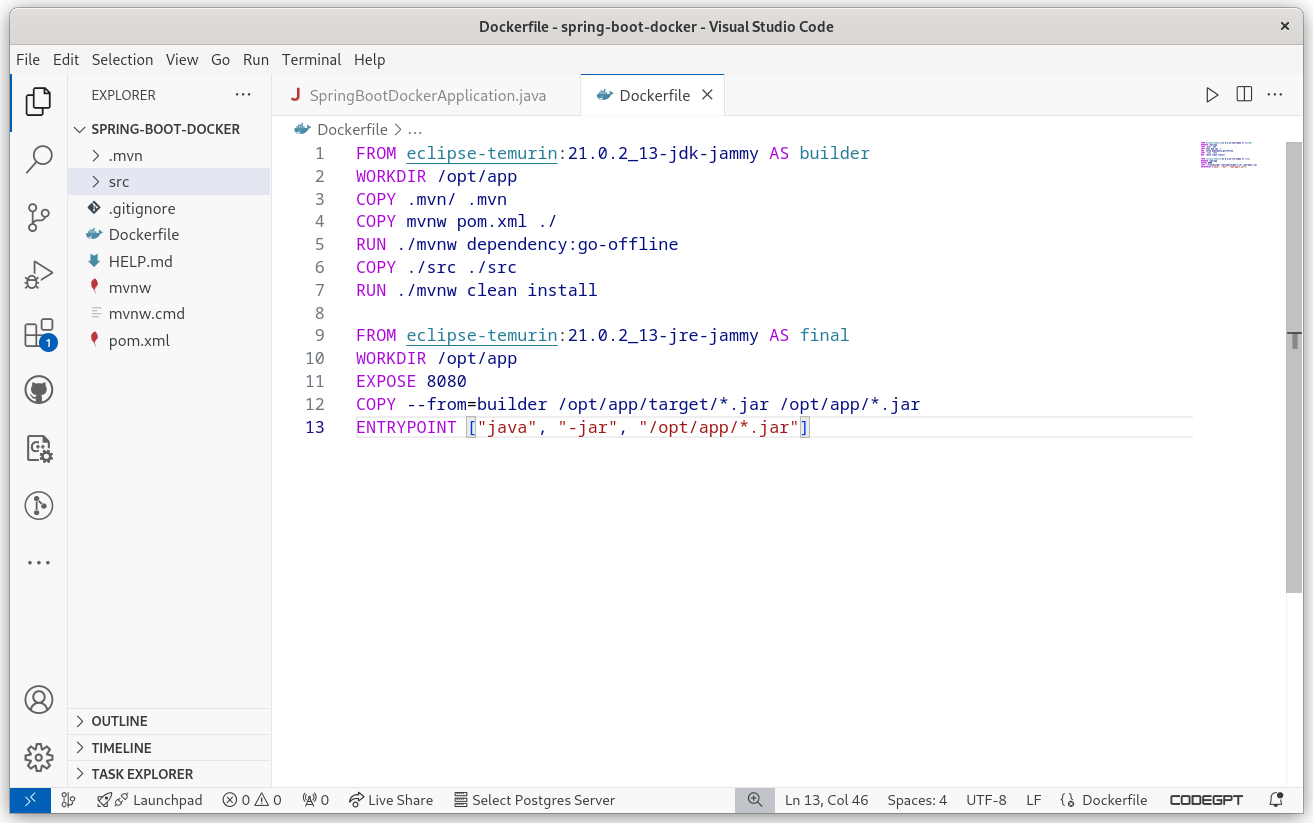 Dockerfile - spring-boot-docker - Visual Studio Code
File Edit Selection View Go Run Terminal Help
EXPLORER
SpringBootDockerApplication.java
Dockerfile
SPRING-BOOT-DOCKER
.mvn
src
.gitignore
Dockerfile
HELP.md
mvnw
mvnw.cmd
pom.xml
OUTLINE
TIMELINE
TASK EXPLORER
1
Dockerfile > ...
1 FROM eclipse-temurin:21.0.2_13-jdk-jammy AS builder
2 WORKDIR /opt/app
3 COPY .mvn/ .mvn
4 COPY mvnw pom.xml ./
5 RUN ./mvnw dependency:go-offline
6 COPY ./src ./src
7 RUN ./mvnw clean install
8
9 FROM eclipse-temurin:21.0.2_13-jre-jammy AS final
10 WORKDIR /opt/app
11 EXPOSE 8080
12 COPY --from=builder /opt/app/target/*.jar /opt/app/*.jar
13 ENTRYPOINT ["java", "-jar", "/opt/app/*.jar"]
Launchpad 0 0 0 Live Share Select Postgres Server Ln 13, Col 46 Spaces: 4 UTF-8 LF Dockerfile CODEGPT